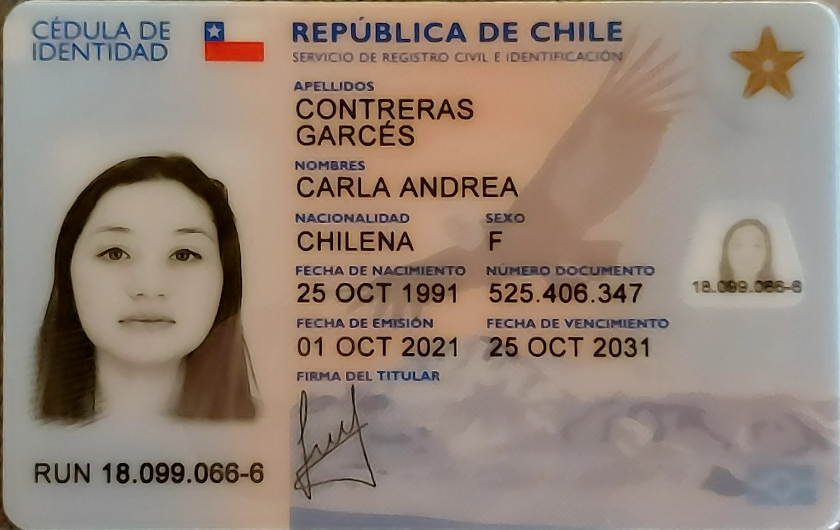 CÉDULA DE
IDENTIDAD
REPÚBLICA DE CHILE
SERVICIO DE REGISTRO CIVIL E IDENTIFICACIÓN
APELLIDOS
CONTRERAS
GARCÉS
NOMBRES
CARLA ANDREA
NACIONALIDAD SEXO
CHILENA F
FECHA DE NACIMIENTO NÚMERO DOCUMENTO
25 OCT 1991 525.406.347
18.099.066-6
FECHA DE EMISIÓN FECHA DE VENCIMIENTO
01 OCT 2021 25 OCT 2031
FIRMA DEL TITULAR
RUN 18.099.066-6